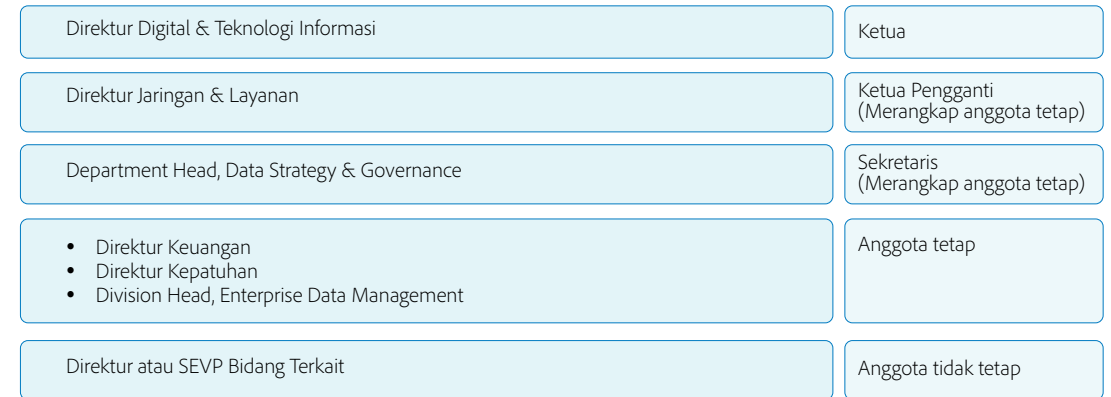 Direktur Digital & Teknologi Informasi
Ketua
Direktur Jaringan & Layanan
Ketua Pengganti
(Merangkap anggota tetap)
Department Head, Data Strategy & Governance
Sekretaris
(Merangkap anggota tetap)
• Direktur Keuangan
• Direktur Kepatuhan
• Division Head, Enterprise Data Management
Anggota tetap
Direktur atau SEVP Bidang Terkait
Anggota tidak tetap